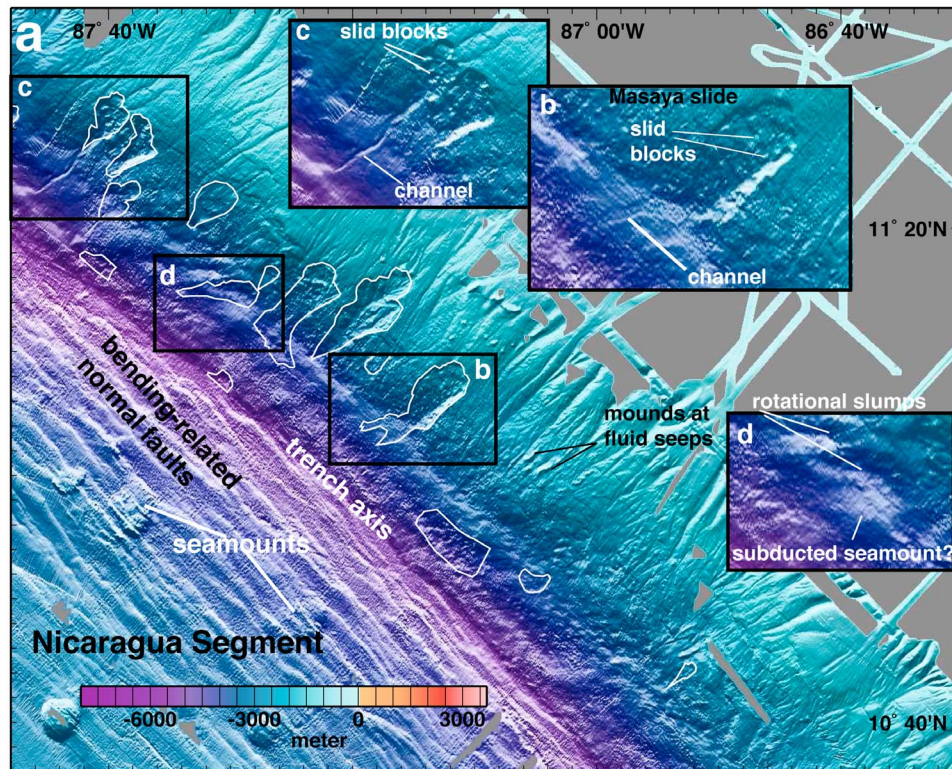 a
87° 40'W
87° 00'W
86° 40'W
c
slid blocks
channel
c
b
Masaya slide
slid
blocks
channel
11° 20'N
d
b
bending-related
normal faults
trench axis
mounds at
fluid seeps
rotational slumps
d
subducted seamount?
seamounts
Nicaragua Segment
-6000
-3000
0
3000
meter
10° 40'N